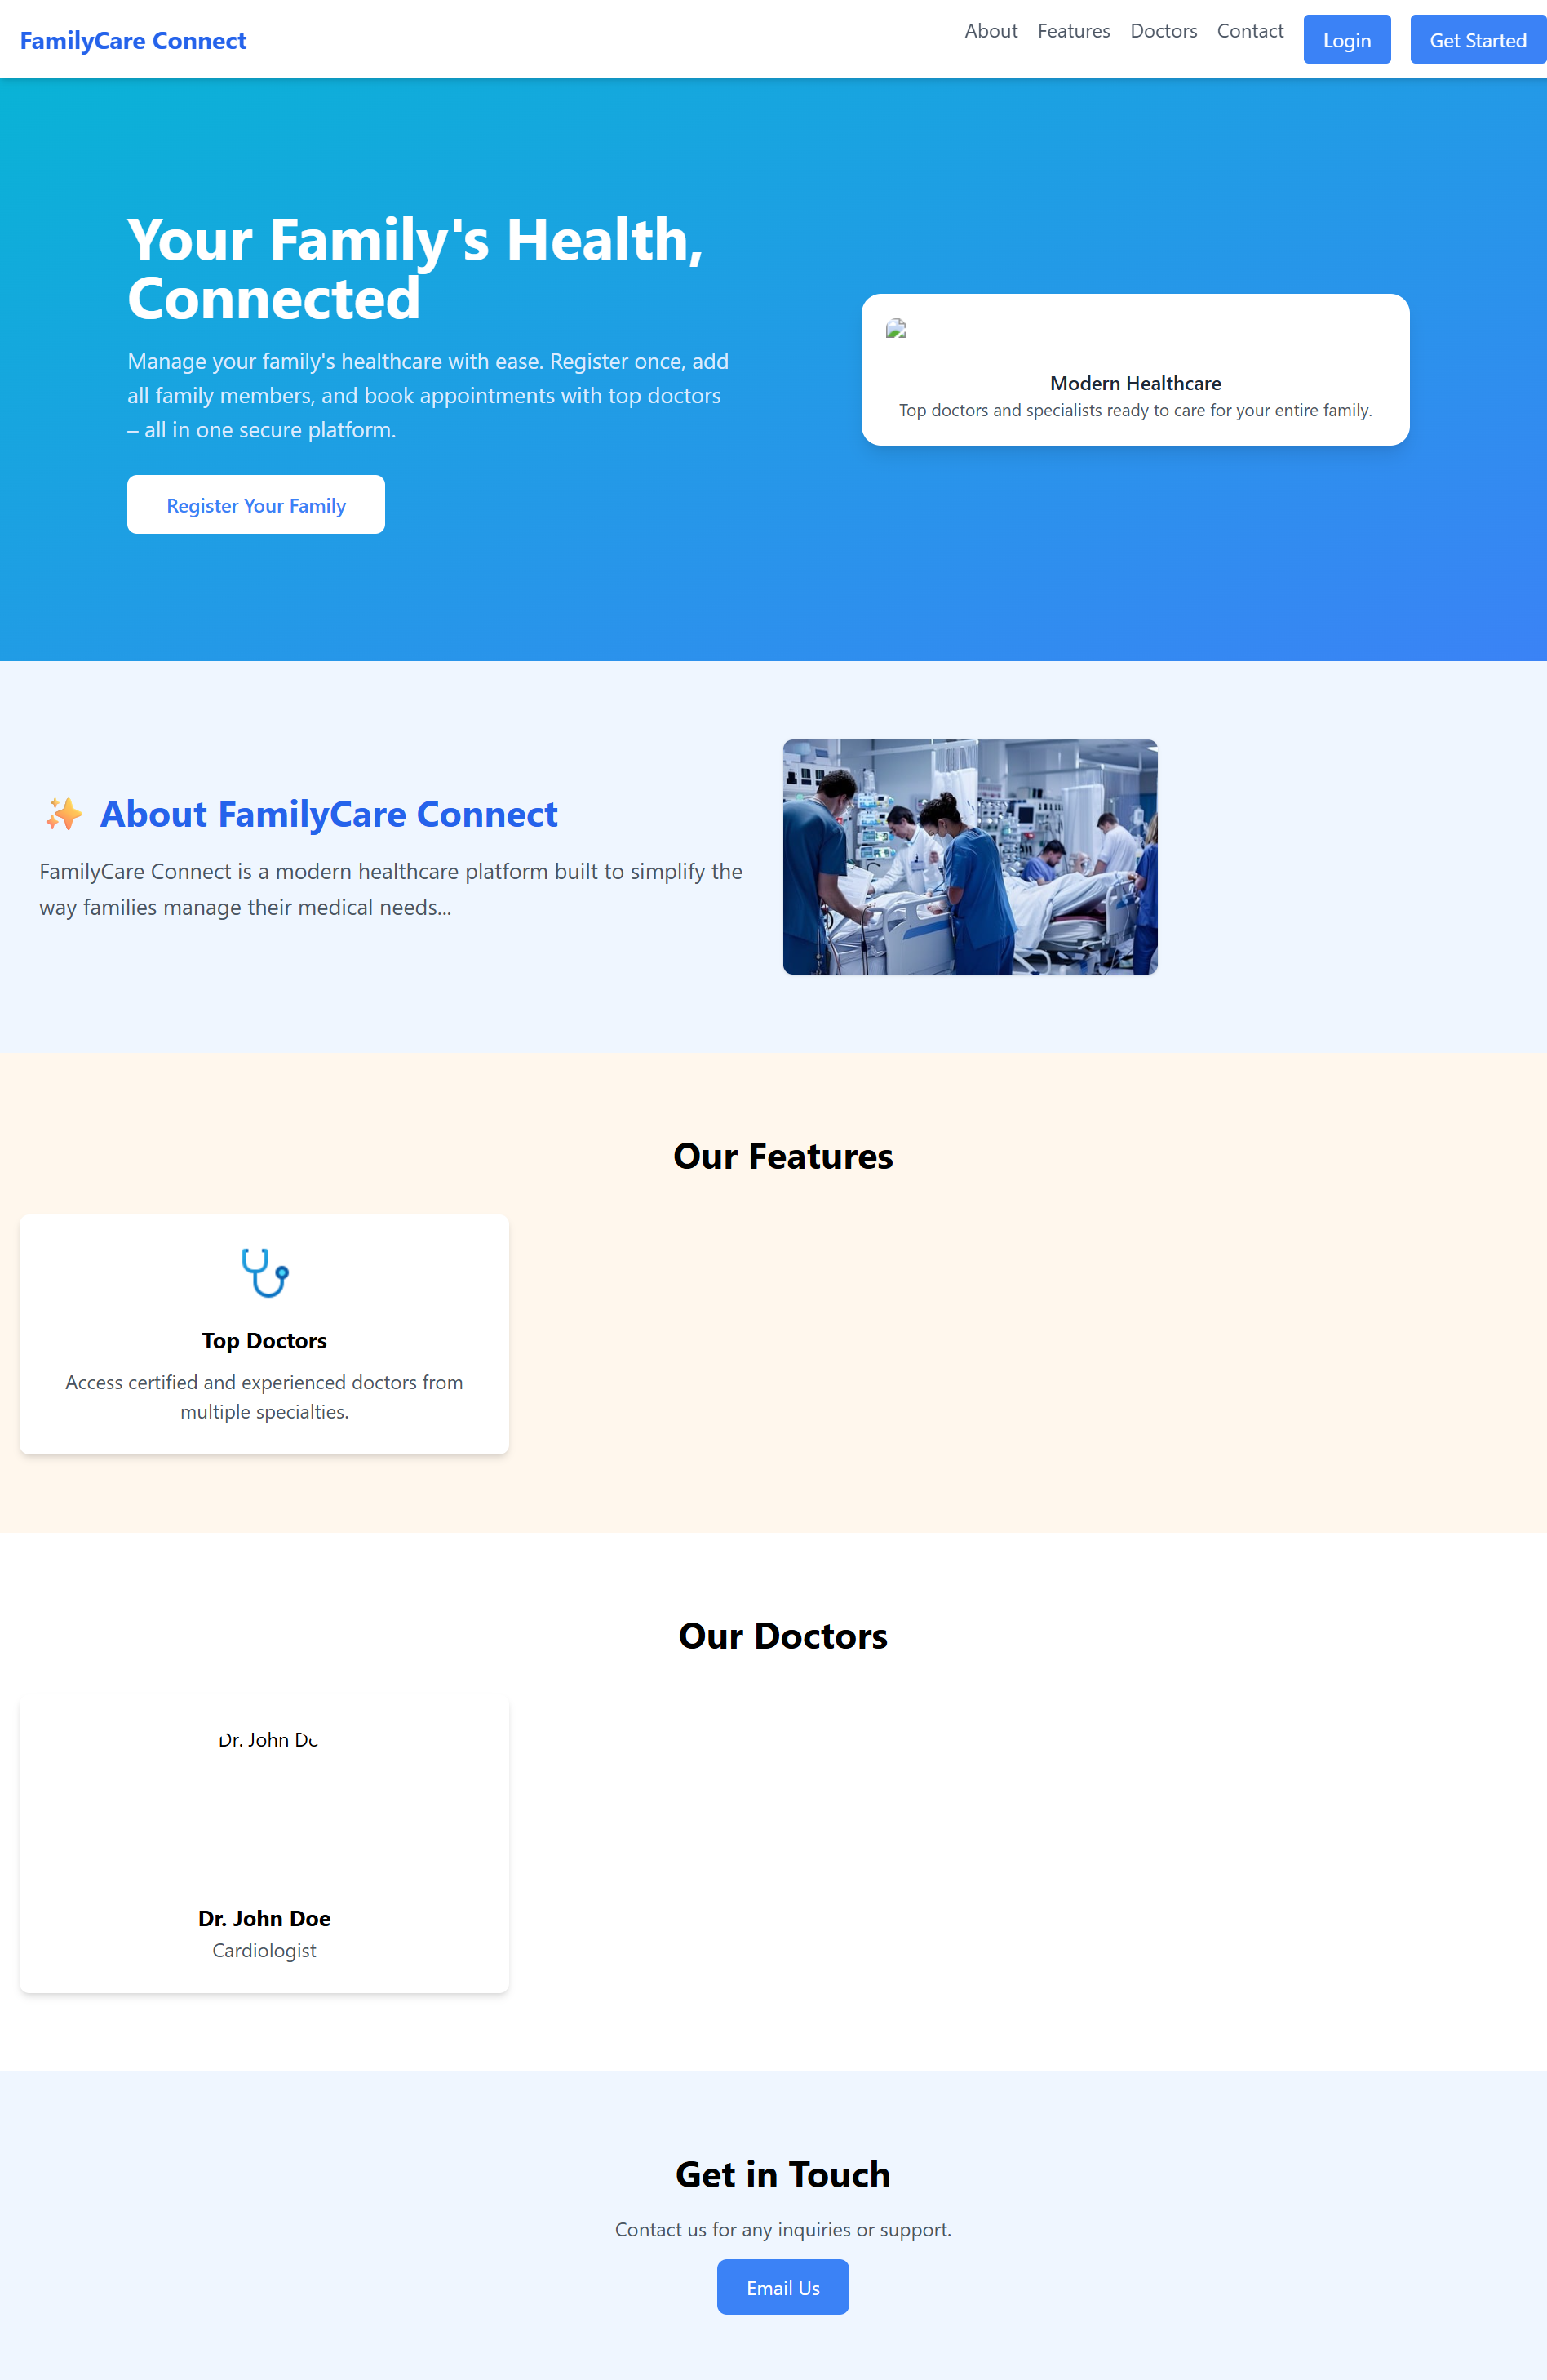 FamilyCare Connect
About
Features
Doctors
Contact
Login
Get Started
Your Family's Health,
Connected
Manage your family's healthcare with ease. Register once, add
all family members, and book appointments with top doctors
– all in one secure platform.
Register Your Family
Modern Healthcare
Top doctors and specialists ready to care for your entire family.
✨ About FamilyCare Connect
FamilyCare Connect is a modern healthcare platform built to simplify the
way families manage their medical needs...
Our Features
Top Doctors
Access certified and experienced doctors from
multiple specialties.
Our Doctors
Dr. John Do
Dr. John Doe
Cardiologist
Get in Touch
Contact us for any inquiries or support.
Email Us